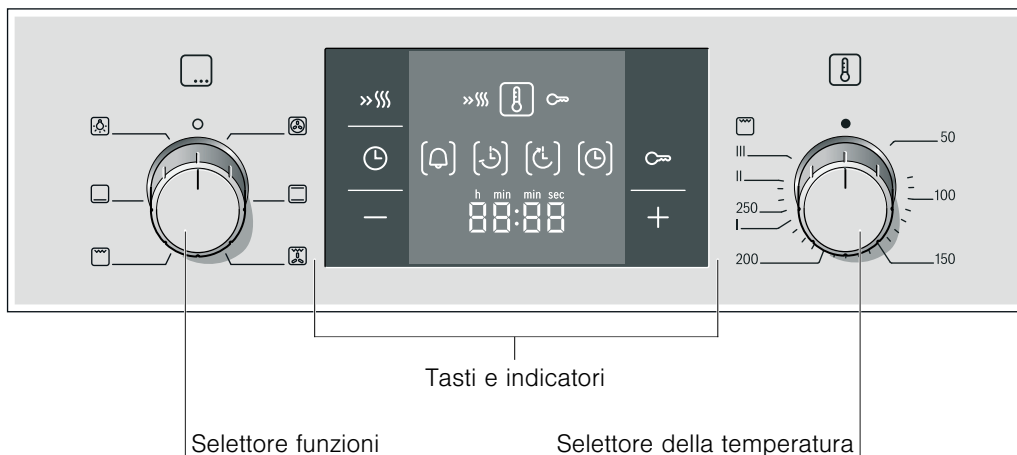 h min min sec
88:88
III
II
250
I
200
50
100
150
Tasti e indicatori
Selettore funzioni
Selettore della temperatura